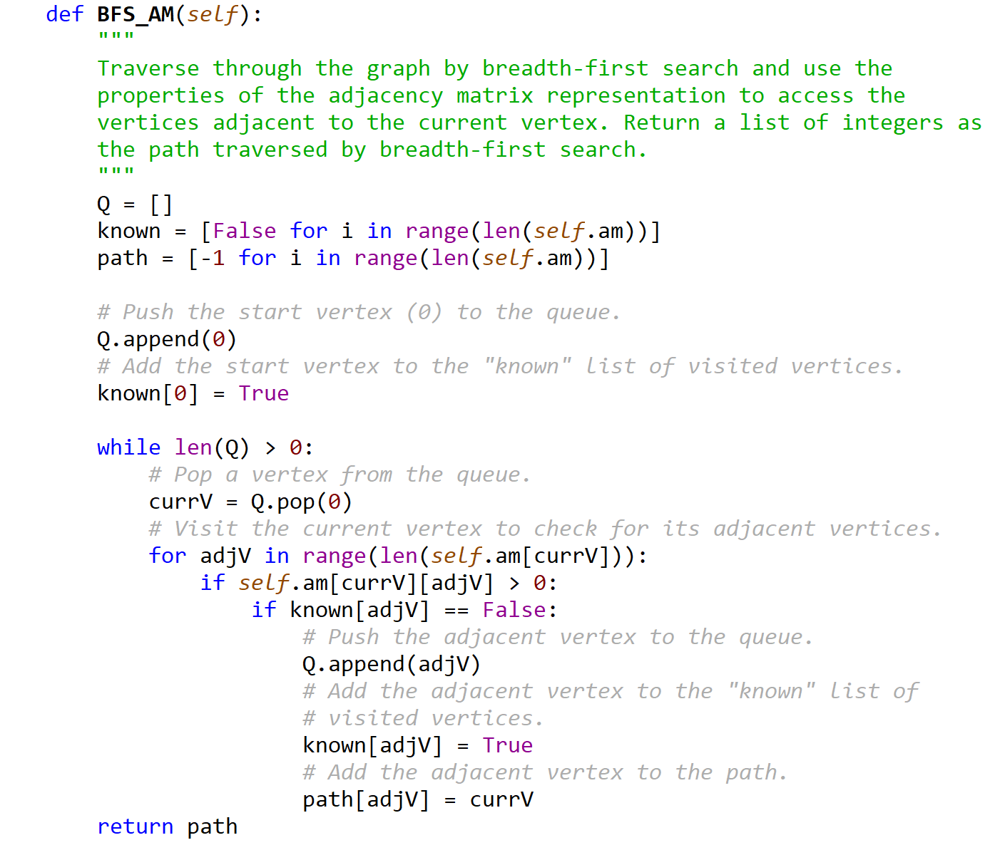 def BFS_AM(self):
    """
    Traverse through the graph by breadth-first search and use the
    properties of the adjacency matrix representation to access the
    vertices adjacent to the current vertex. Return a list of integers as
    the path traversed by breadth-first search.
    """
    Q = []
    known = [False for i in range(len(self.am))]
    path = [-1 for i in range(len(self.am))]

    # Push the start vertex (0) to the queue.
    Q.append(0)
    # Add the start vertex to the "known" list of visited vertices.
    known[0] = True

    while len(Q) > 0:
        # Pop a vertex from the queue.
        currV = Q.pop(0)
        # Visit the current vertex to check for its adjacent vertices.
        for adjV in range(len(self.am[currV])):
            if self.am[currV][adjV] > 0:
                if known[adjV] == False:
                    # Push the adjacent vertex to the queue.
                    Q.append(adjV)
                    # Add the adjacent vertex to the "known" list of
                    # visited vertices.
                    known[adjV] = True
                    # Add the adjacent vertex to the path.
                    path[adjV] = currV
    return path